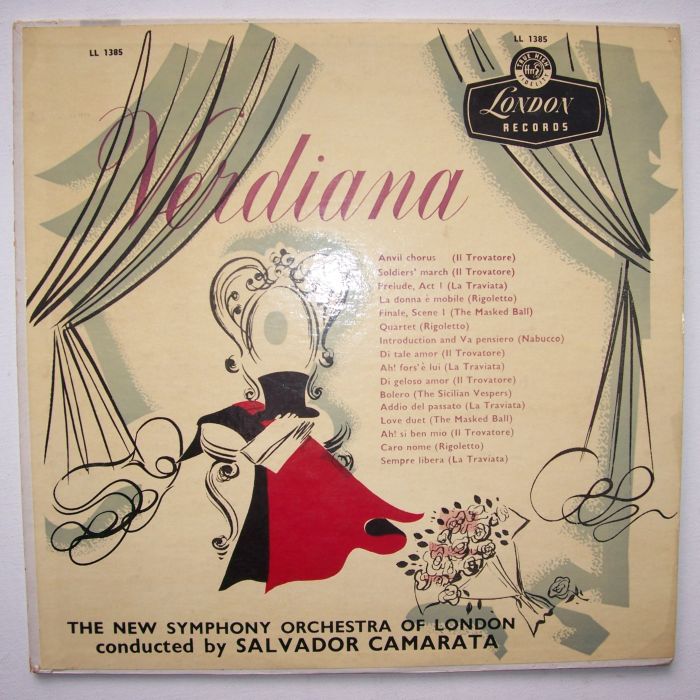 LL 1385
LL 1385
TRUE HIGH
ffrr
FIDELITY
LONDON
RECORDS
Verdiana
Anvil chorus (Il Trovatore)
Soldiers' march (Il Trovatore)
Prelude, Act I (La Traviata)
La donna è mobile (Rigoletto)
Finale, Scene I (The Masked Ball)
Quartet (Rigoletto)
Introduction and Va pensiero (Nabucco)
Di tale amor (Il Trovatore)
Ah! fors' è lui (La Traviata)
Di geloso amor (Il Trovatore)
Bolero (The Sicilian Vespers)
Addio del passato (La Traviata)
Love duet (The Masked Ball)
Ah! si ben mio (Il Trovatore)
Caro nome (Rigoletto)
Sempre libera (La Traviata)
THE NEW SYMPHONY ORCHESTRA OF LONDON
conducted by SALVADOR CAMARATA